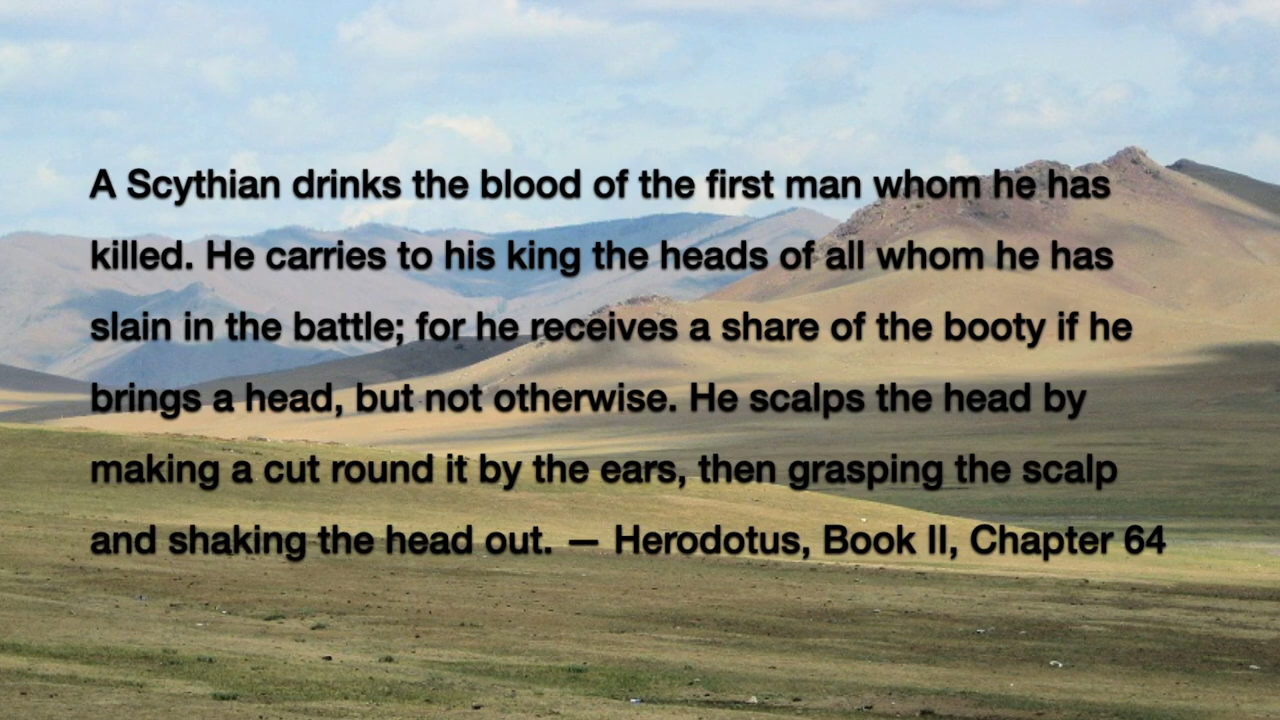 A Scythian drinks the blood of the first man whom he has
killed. He carries to his king the heads of all whom he has
slain in the battle; for he receives a share of the booty if he
brings a head, but not otherwise. He scalps the head by
making a cut round it by the ears, then grasping the scalp
and shaking the head out. — Herodotus, Book II, Chapter 64